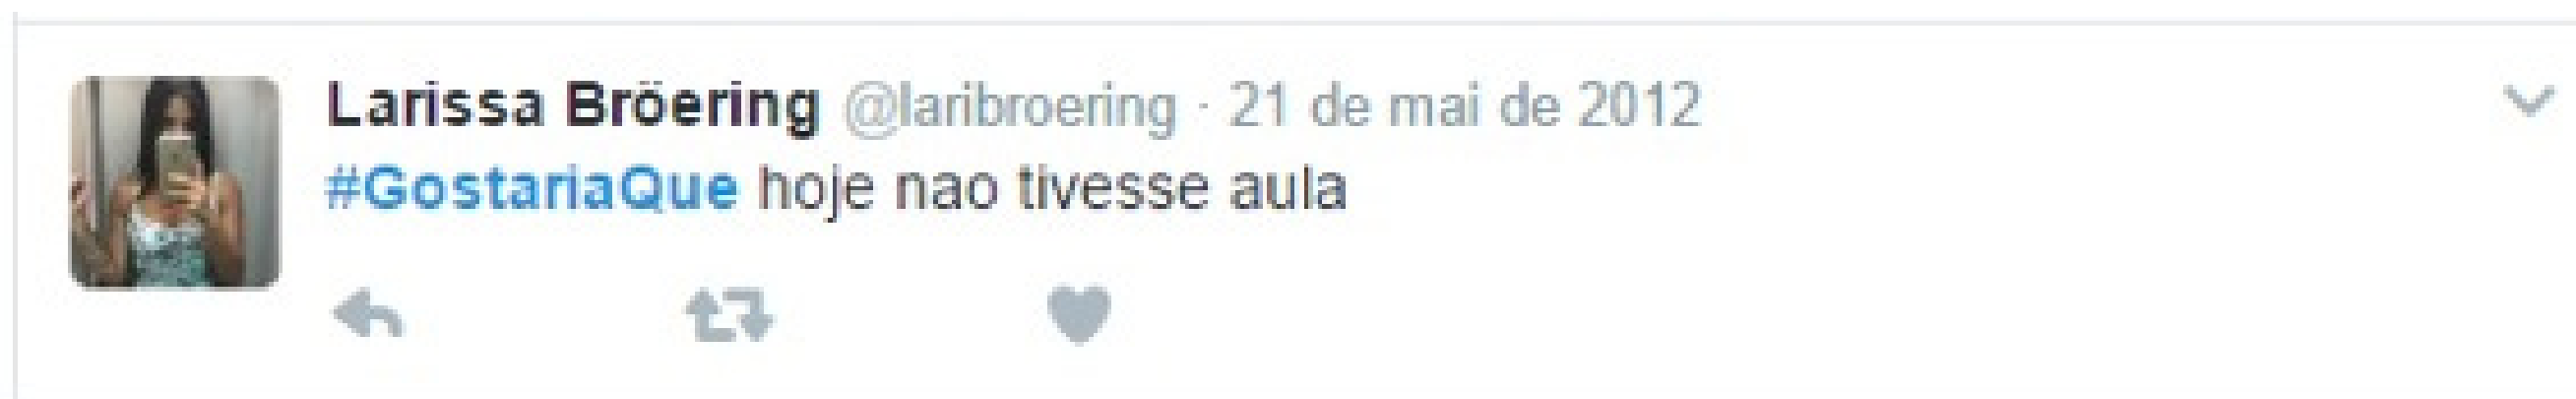 Larissa Bröering @laribroering · 21 de mai de 2012
#GostariaQue hoje nao tivesse aula